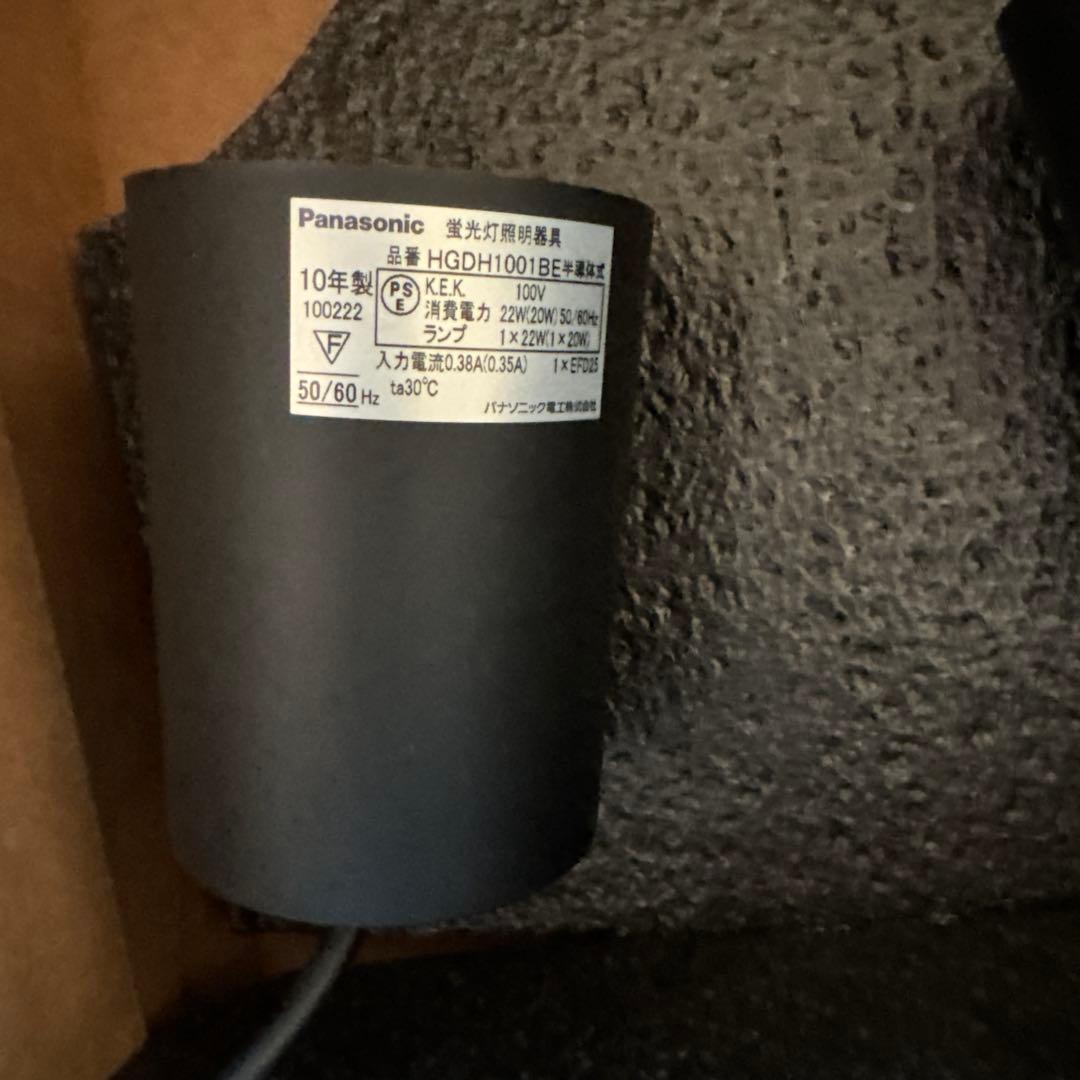 Panasonic 蛍光灯照明器具
品番 HGDH1001BE 半導体式
10年製
100222
PS
E
K.E.K. 100V
消費電力 22W(20W) 50/60Hz
ランプ 1×22W(1×20W)
F
入力電流0.38A(0.35A) 1×EFD25
50/60 Hz ta30℃
パナソニック電工株式会社